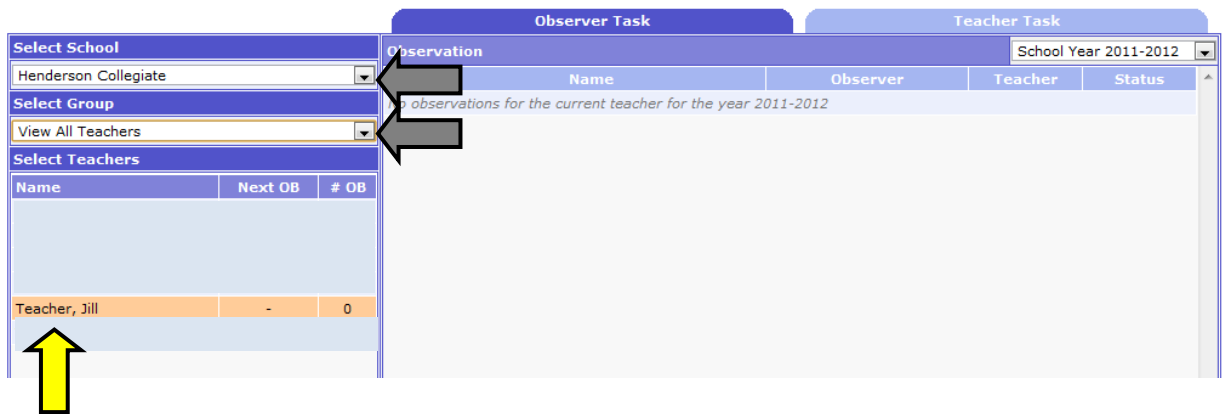 Observer Task
Teacher Task
Select School
Henderson Collegiate
Select Group
View All Teachers
Select Teachers
Name Next OB # OB
Teacher, Jill - 0
Observation
School Year 2011-2012
Name Observer Teacher Status
No observations for the current teacher for the year 2011-2012